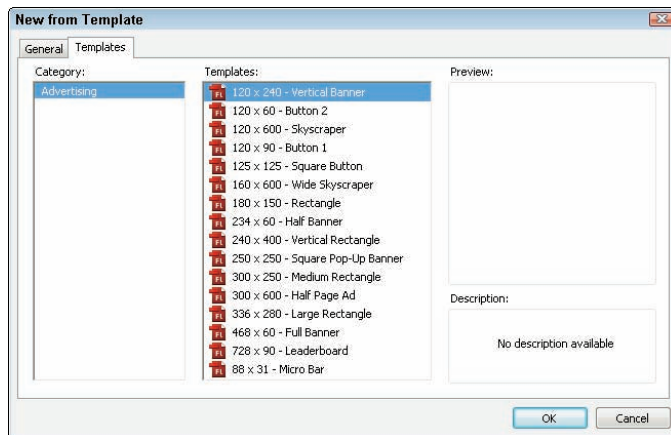 New from Template
General
Templates
Category:
Advertising
Templates:
120 x 240 - Vertical Banner
120 x 60 - Button 2
120 x 600 - Skyscraper
120 x 90 - Button 1
125 x 125 - Square Button
160 x 600 - Wide Skyscraper
180 x 150 - Rectangle
234 x 60 - Half Banner
240 x 400 - Vertical Rectangle
250 x 250 - Square Pop-Up Banner
300 x 250 - Medium Rectangle
300 x 600 - Half Page Ad
336 x 280 - Large Rectangle
468 x 60 - Full Banner
728 x 90 - Leaderboard
88 x 31 - Micro Bar
Preview:
Description:
No description available
OK
Cancel